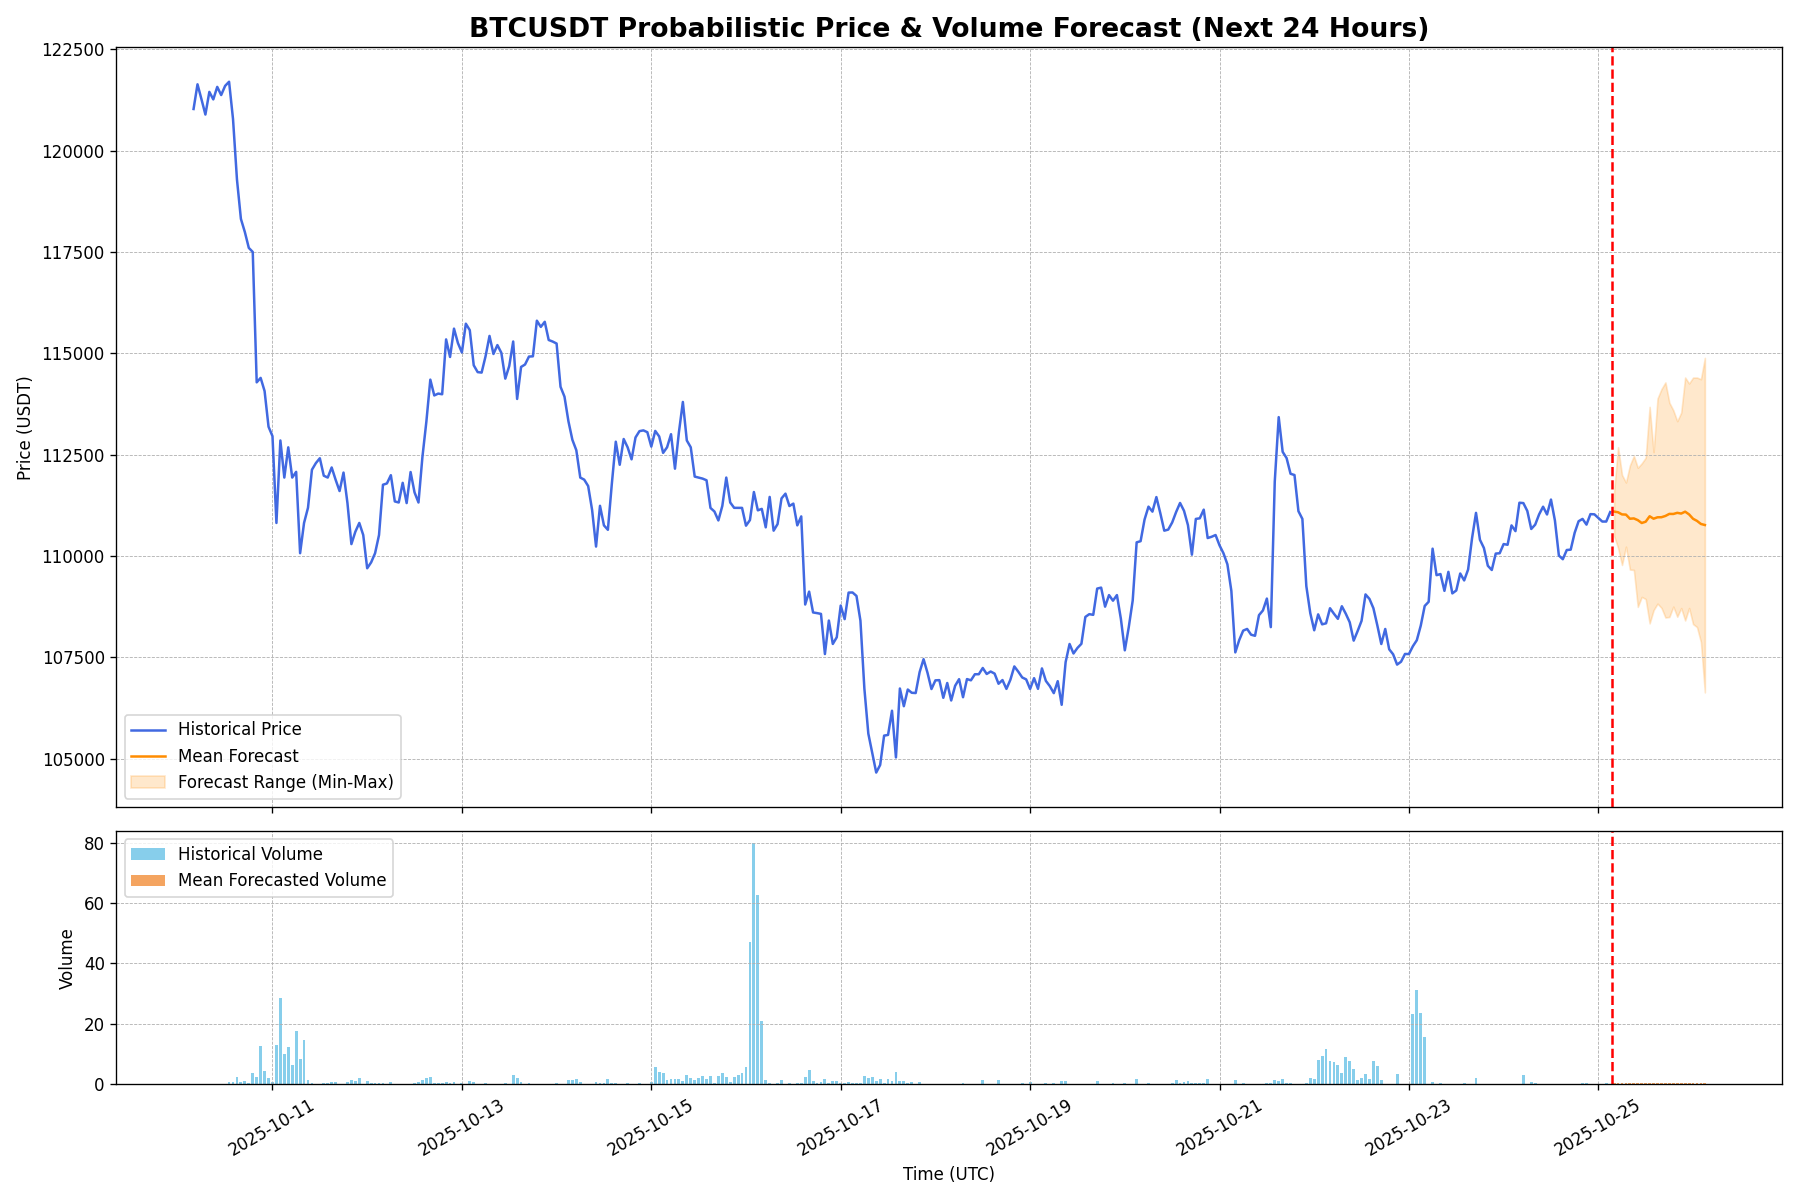 BTCUSDT Probabilistic Price & Volume Forecast (Next 24 Hours)
122500
120000
117500
115000
112500
110000
107500
105000
Price (USDT)
Historical Price
Mean Forecast
Forecast Range (Min-Max)
80
60
40
20
0
Volume
Historical Volume
Mean Forecasted Volume
2025-10-11
2025-10-13
2025-10-15
2025-10-17
2025-10-19
2025-10-21
2025-10-23
2025-10-25
Time (UTC)